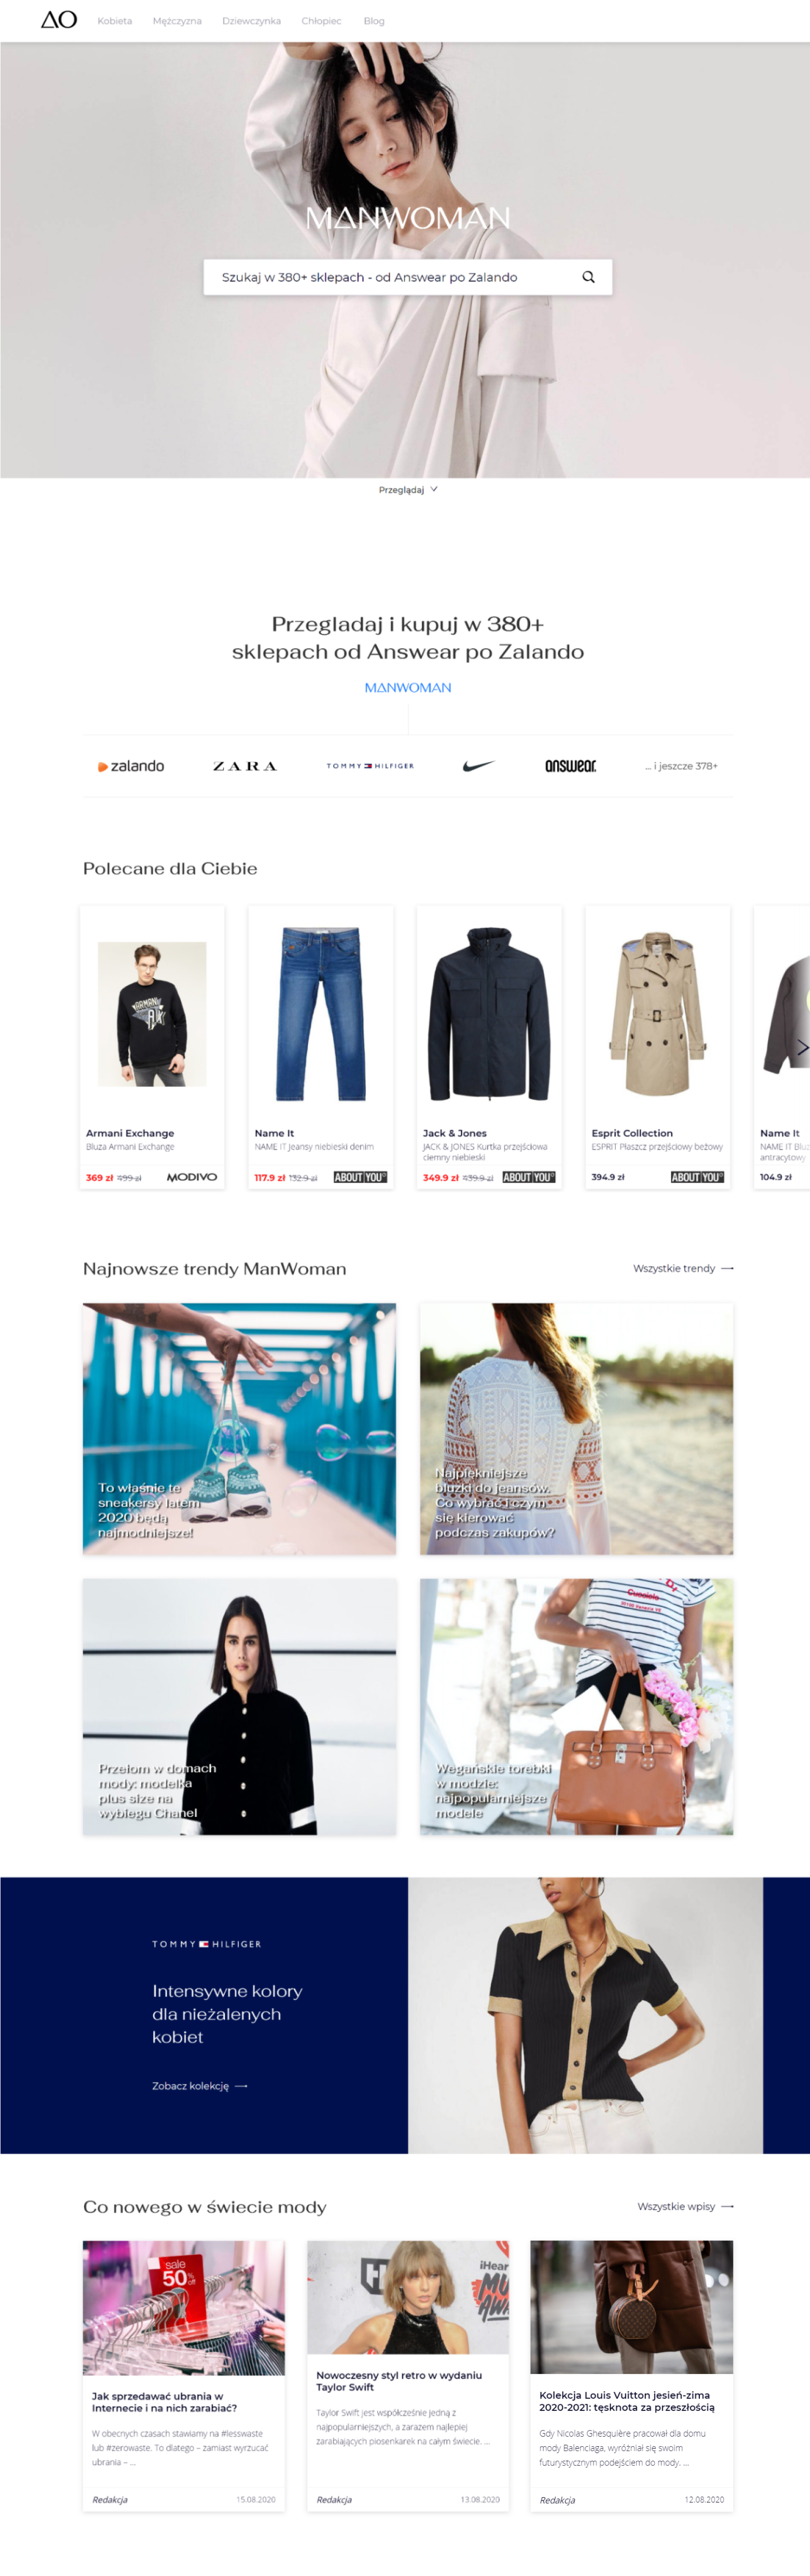 ΔO Kobieta Mężczyzna Dziewczynka Chłopiec Blog
MΔNWOMAN
Szukaj w 380+ sklepach - od Answear po Zalando
Przeglądaj
Przegladaj i kupuj w 380+
sklepach od Answear po Zalando
MΔNWOMAN
zalando ZARA TOMMY HILFIGER answear. ... i jeszcze 378+
Polecane dla Ciebie
Armani Exchange
Bluza Armani Exchange
369 zł 499 zł MODIVO
Name It
NAME IT Jeansy niebieski denim
117.9 zł 132.9 zł ABOUT YOU
Jack & Jones
JACK & JONES Kurtka przejściowa
ciemny niebieski
349.9 zł 439.9 zł ABOUT YOU
Esprit Collection
ESPRIT Płaszcz przejściowy beżowy
394.9 zł ABOUT YOU
Name It
NAME IT Bluz
antracytowy
104.9 zł
Najnowsze trendy ManWoman
Wszystkie trendy
To właśnie te
sneakersy latem
2020 będą
najmodniejsze!
Najpiękniejsze
bluzki do jeansów.
Co wybrać i czym
się kierować
podczas zakupów?
Przełom w domach
mody: modelka
plus size na
wybiegu Chanel
Wegańskie torebki
w modzie:
najpopularniejsze
modele
TOMMY HILFIGER
Intensywne kolory
dla nieżalenych
kobiet
Zobacz kolekcję
Co nowego w świecie mody
Wszystkie wpisy
sale
50% off
Jak sprzedawać ubrania w
Internecie i na nich zarabiać?
W obecnych czasach stawiamy na #lesswaste
lub #zerowaste. To dlatego – zamiast wyrzucać
ubrania – ...
Redakcja 15.08.2020
iHear
Nowoczesny styl retro w wydaniu
Taylor Swift
Taylor Swift jest współcześnie jedną z
najpopularniejszych, a zarazem najlepiej
zarabiających piosenkarek na całym świecie. ...
Redakcja 13.08.2020
Kolekcja Louis Vuitton jesień-zima
2020-2021: tęsknota za przeszłością
Gdy Nicolas Ghesquière pracował dla domu
mody Balenciaga, wyróżniał się swoim
futurystycznym podejściem do mody. ...
Redakcja 12.08.2020